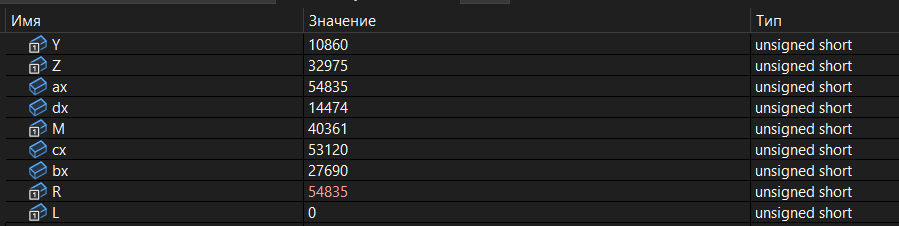 Имя Значение Тип
Y 10860 unsigned short
Z 32975 unsigned short
ax 54835 unsigned short
dx 14474 unsigned short
M 40361 unsigned short
cx 53120 unsigned short
bx 27690 unsigned short
R 54835 unsigned short
L 0 unsigned short